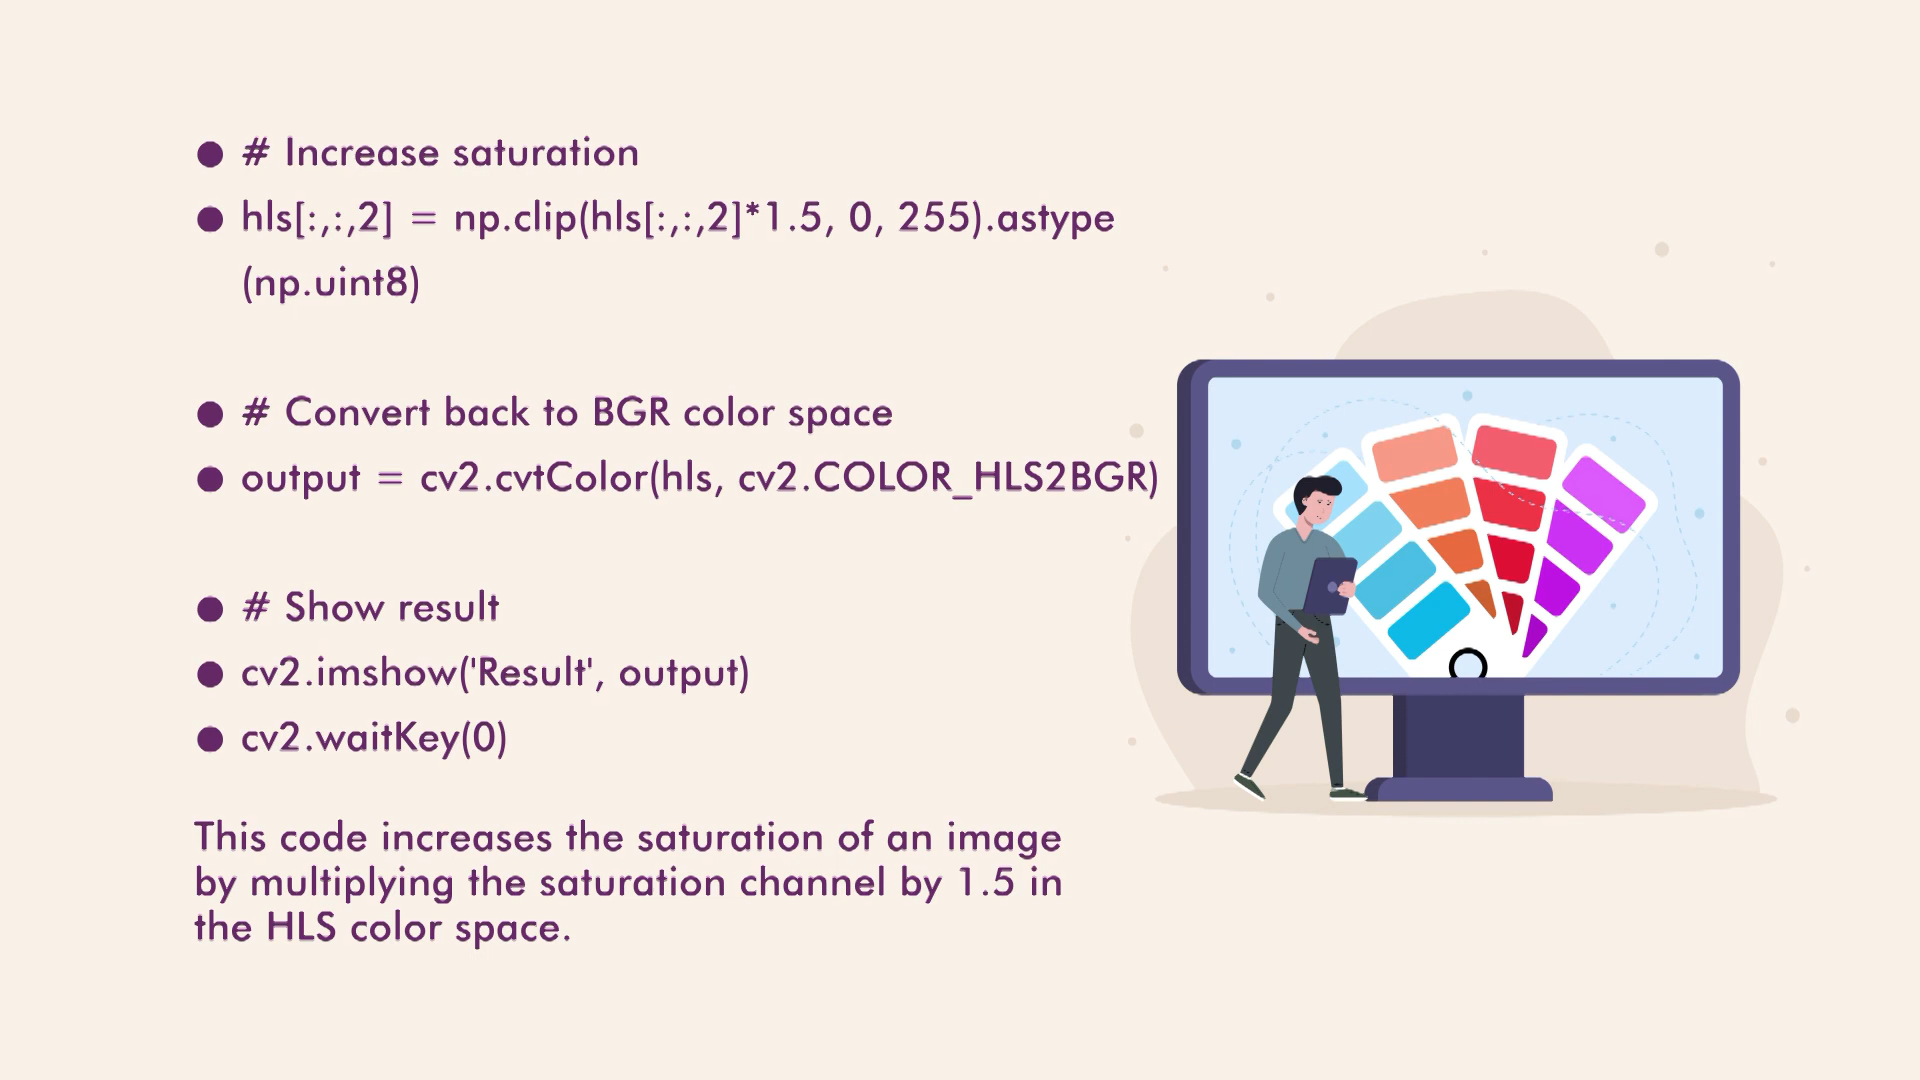 ● # Increase saturation
● hls[:,:,2] = np.clip(hls[:,:,2]*1.5, 0, 255).astype
(np.uint8)
● # Convert back to BGR color space
● output = cv2.cvtColor(hls, cv2.COLOR_HLS2BGR)
● # Show result
● cv2.imshow('Result', output)
● cv2.waitKey(0)
This code increases the saturation of an image
by multiplying the saturation channel by 1.5 in
the HLS color space.